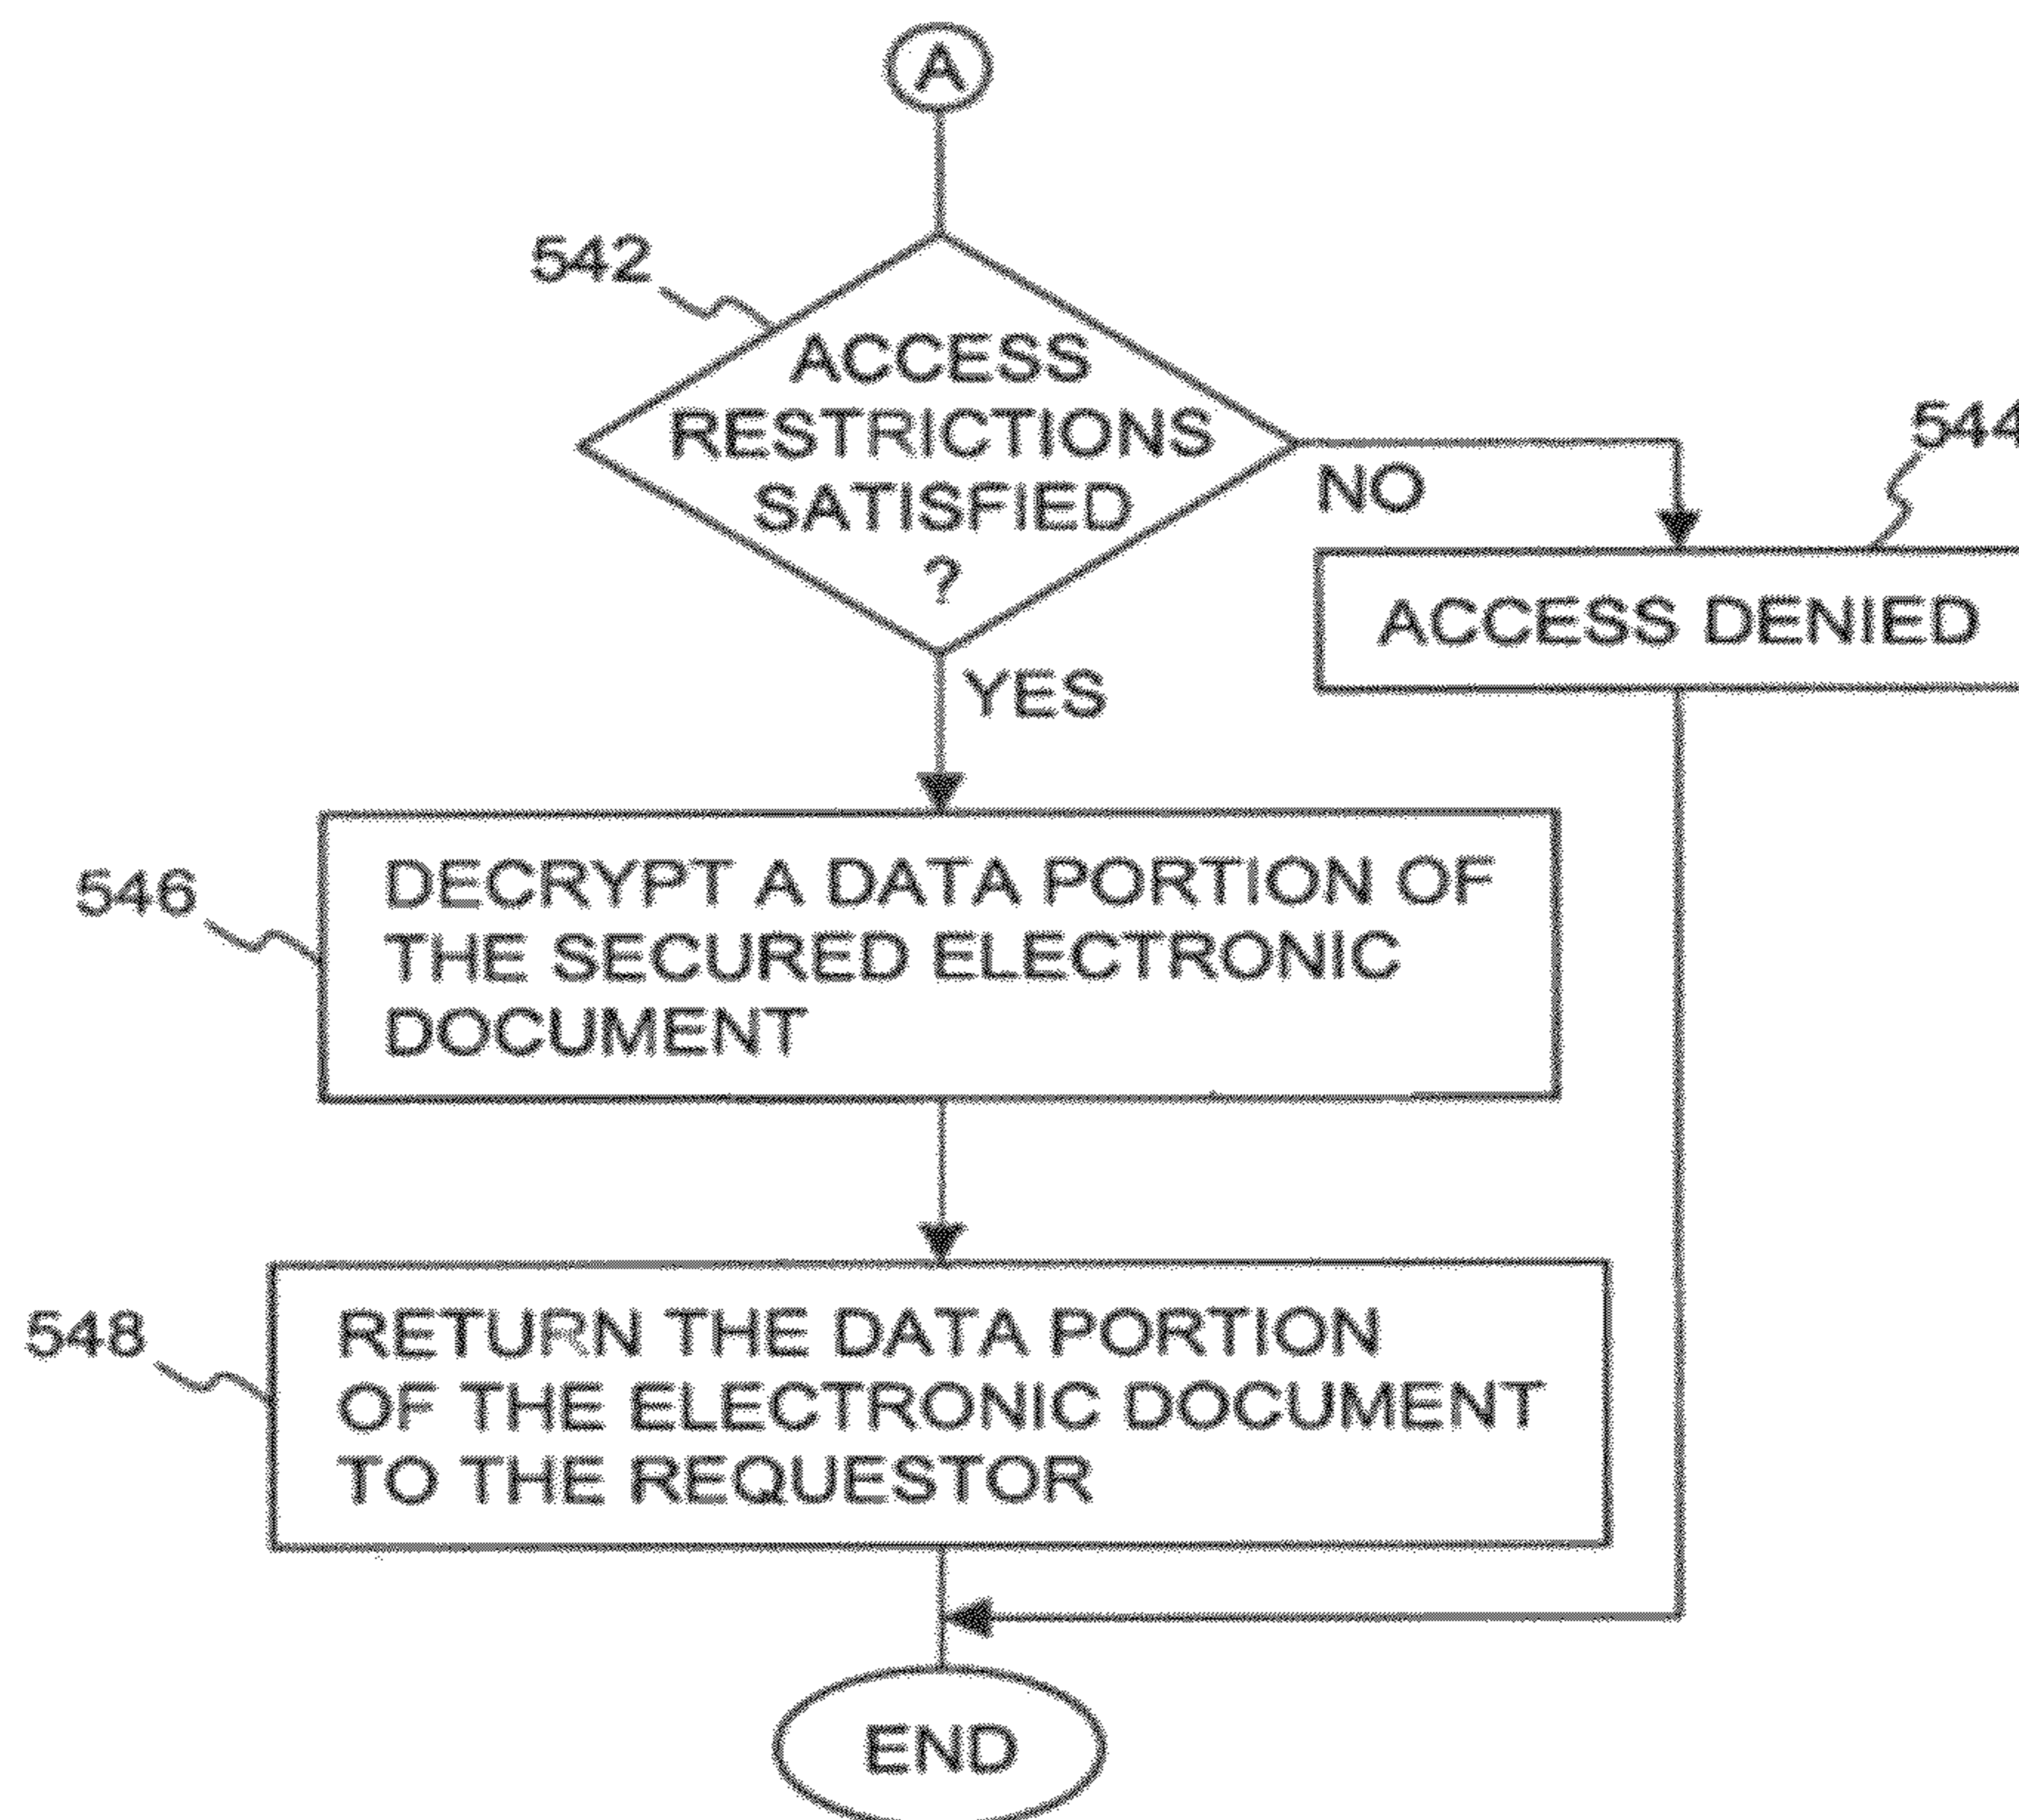 A
542
ACCESS
RESTRICTIONS
SATISFIED
?
NO
544
ACCESS DENIED
YES
546
DECRYPT A DATA PORTION OF
THE SECURED ELECTRONIC
DOCUMENT
548
RETURN THE DATA PORTION
OF THE ELECTRONIC DOCUMENT
TO THE REQUESTOR
END